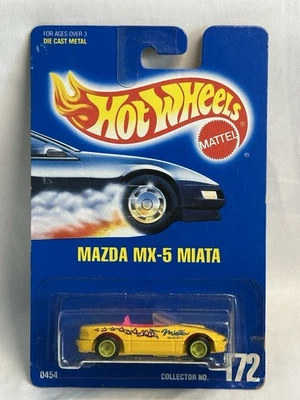 FOR AGES OVER 3
DIE CAST METAL
Hot Wheels
MATTEL
MAZDA MX-5 MIATA
Miata
0454
COLLECTOR NO.
172